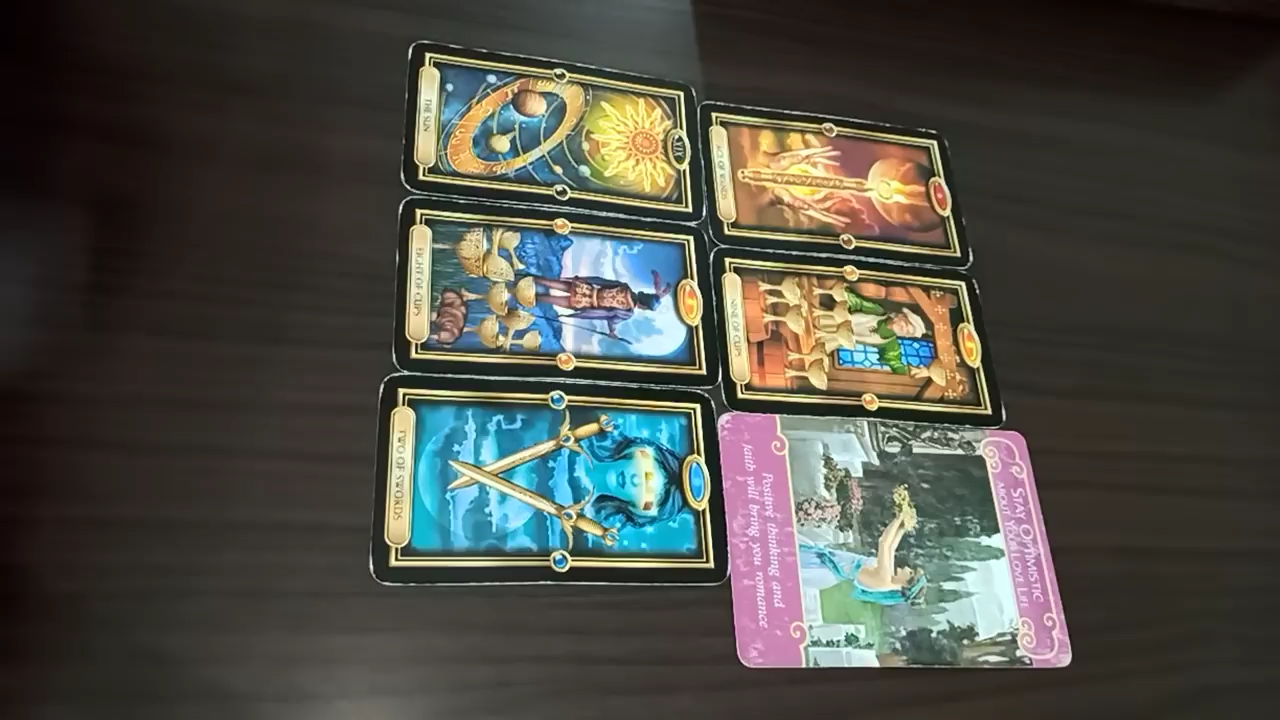 THE SUN
XIX
ACE OF WANDS
EIGHT OF CUPS
NINE OF CUPS
TWO OF SWORDS
STAY OPTIMISTIC
ABOUT YOUR LOVE LIFE
Positive thinking and
faith will bring you romance.